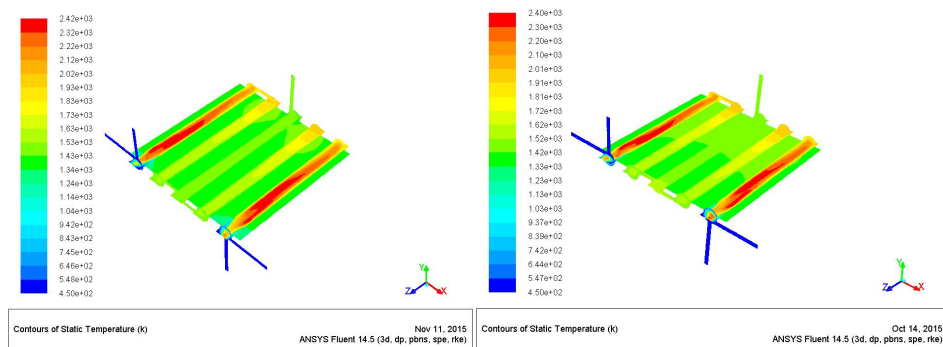 2.42e+03
2.32e+03
2.22e+03
2.12e+03
2.02e+03
1.93e+03
1.83e+03
1.73e+03
1.63e+03
1.53e+03
1.43e+03
1.34e+03
1.24e+03
1.14e+03
1.04e+03
9.42e+02
8.43e+02
7.45e+02
6.46e+02
5.48e+02
4.50e+02
Y
Z
X
Contours of Static Temperature (k)
Nov 11, 2015
ANSYS Fluent 14.5 (3d, dp, pbns, spe, rke)
2.40e+03
2.30e+03
2.20e+03
2.10e+03
2.01e+03
1.91e+03
1.81e+03
1.72e+03
1.62e+03
1.52e+03
1.42e+03
1.33e+03
1.23e+03
1.13e+03
1.03e+03
9.37e+02
8.39e+02
7.42e+02
6.44e+02
5.47e+02
4.50e+02
Y
Z
X
Contours of Static Temperature (k)
Oct 14, 2015
ANSYS Fluent 14.5 (3d, dp, pbns, spe, rke)